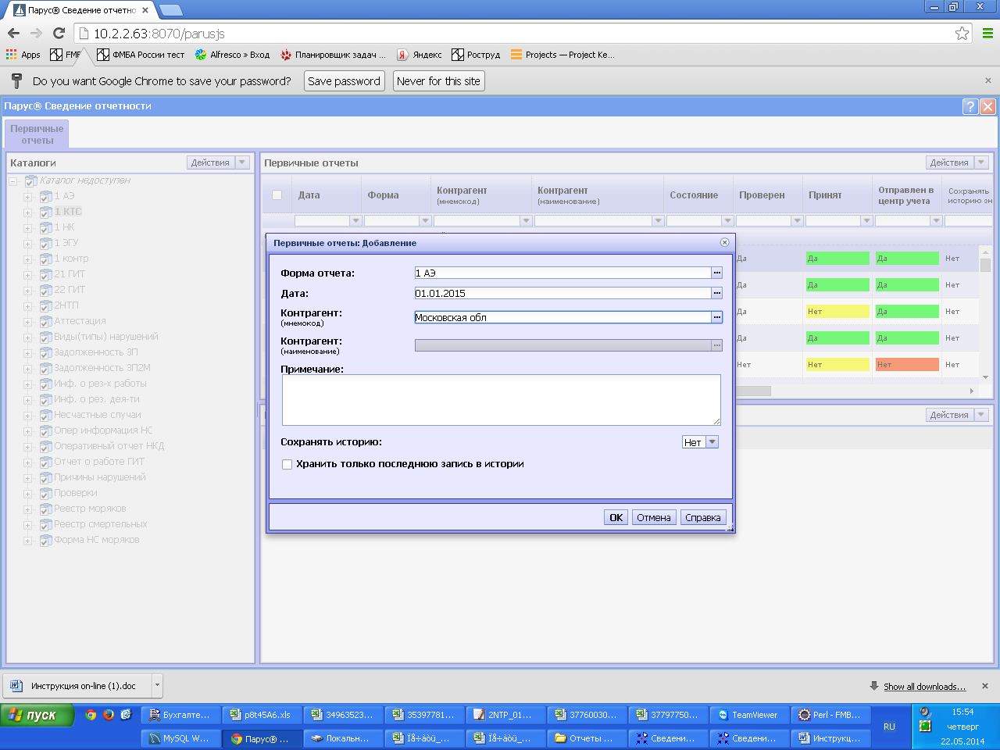 Парус® Сведение отчетно
10.2.2.63:8070/parusjs
Apps
FMB
ФМБА России тест
Alfresco » Вход
Планировщик задач ...
Яндекс
Роструд
Projects — Project Ke...
Do you want Google Chrome to save your password?
Save password
Never for this site
Парус® Сведение отчетности
Первичные
отчеты
Каталоги
Действия
Каталог недоступен
1 АЭ
1 КТС
1 НК
1 ЭГУ
1 контр
21 ГИТ
22 ГИТ
2НТП
Аттестация
Виды(типы) нарушений
Задолженность ЗП
Задолженность ЗП2М
Инф. о рез-х работы
Инф. о рез. дея-ти
Несчастные случаи
Опер информация НС
Оперативный отчет НКД
Отчет о работе ГИТ
Причины нарушений
Проверки
Реестр моряков
Реестр смертельных
Форма НС моряков
Первичные отчеты
Действия
Дата
Форма
Контрагент
(мнемокод)
Контрагент
(наименование)
Состояние
Проверен
Принят
Отправлен в
центр учета
Сохранять
историю зн
Да Да Да Нет
Да Да Да Нет
Да Нет Да Нет
Да Да Да Нет
Нет Нет Нет Нет
Действия
Первичные отчеты: Добавление
Форма отчета: 1 АЭ
Дата: 01.01.2015
Контрагент:
(мнемокод)
Московская обл
Контрагент:
(наименование)
Примечание:
Сохранять историю: Нет
Хранить только последнюю запись в истории
OK
Отмена
Справка
Инструкция on-line (1).doc
Show all downloads...
пуск
Бухгалте...
p8t45A6.xls
34963523...
35397781...
2NTP_01...
37760030...
37797750...
TeamViewer
Perl - FMB...
MySQL W...
Парус® ...
Локальн...
Ïå÷àòü_...
Ïå÷àòü_...
Отчеты ...
Сведени...
Сведени...
Инструкц...
RU
15:54
четверг
22.05.2014